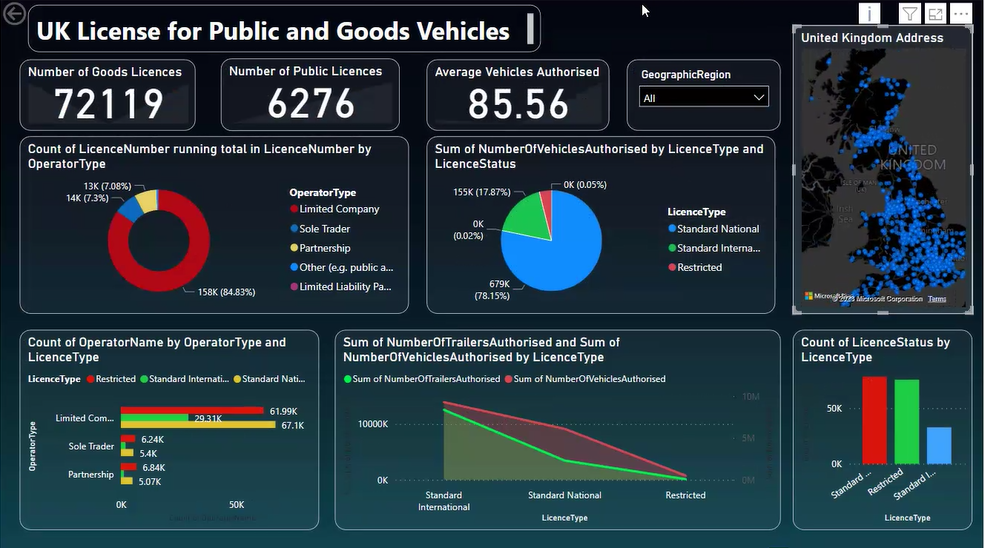 UK License for Public and Goods Vehicles
Number of Goods Licences
72119
Number of Public Licences
6276
Average Vehicles Authorised
85.56
GeographicRegion
All
United Kingdom Address
UNITED
KINGDOM
ISLE OF MAN
Sea
Microsoft
© 2023 Microsoft Corporation
Terms
Count of LicenceNumber running total in LicenceNumber by
OperatorType
13K (7.08%)
14K (7.3%)
158K (84.83%)
OperatorType
Limited Company
Sole Trader
Partnership
Other (e.g. public a...
Limited Liability Pa...
Sum of NumberOfVehiclesAuthorised by LicenceType and
LicenceStatus
155K (17.87%)
0K (0.05%)
0K
(0.02%)
679K
(78.15%)
LicenceType
Standard National
Standard Interna...
Restricted
Count of OperatorName by OperatorType and
LicenceType
LicenceType
Restricted
Standard Internati...
Standard Nati...
OperatorType
Limited Com...
61.99K
29.31K
67.1K
Sole Trader
6.24K
5.4K
Partnership
6.84K
5.07K
0K
50K
Sum of NumberOfTrailersAuthorised and Sum of
NumberOfVehiclesAuthorised by LicenceType
Sum of NumberOfTrailersAuthorised
Sum of NumberOfVehiclesAuthorised
10000K
0K
10M
5M
0M
Standard
International
Standard National
Restricted
LicenceType
Count of LicenceStatus by
LicenceType
50K
0K
Standard ...
Restricted
Standard I...
LicenceType